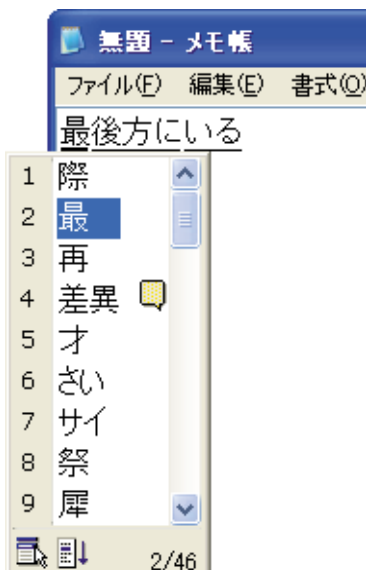 無題 - メモ帳
ファイル(F) 編集(E) 書式(O)
最後方にいる
1 際
2 最
3 再
4 差異
5 才
6 さい
7 サイ
8 祭
9 犀
2/46